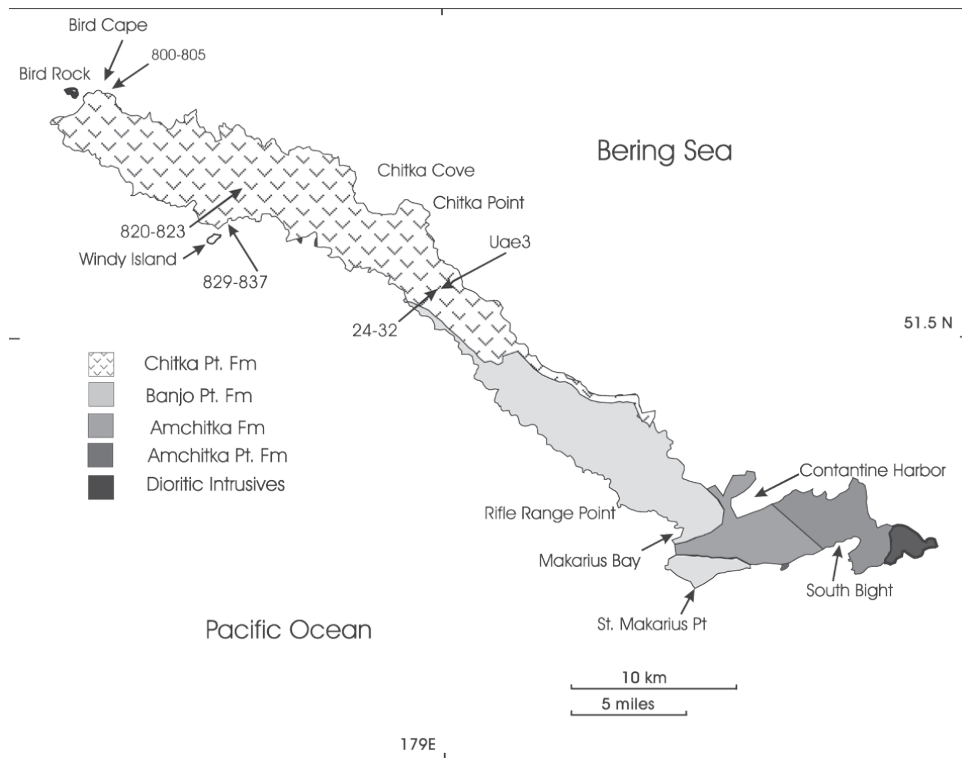 Bird Cape
800-805
Bird Rock
Bering Sea
Chitka Cove
Chitka Point
820-823
Uae3
Windy Island
829-837
24-32
51.5 N
Chitka Pt. Fm
Banjo Pt. Fm
Amchitka Fm
Amchitka Pt. Fm
Dioritic Intrusives
Contantine Harbor
Rifle Range Point
Makarius Bay
South Bight
St. Makarius Pt
Pacific Ocean
10 km
5 miles
179E